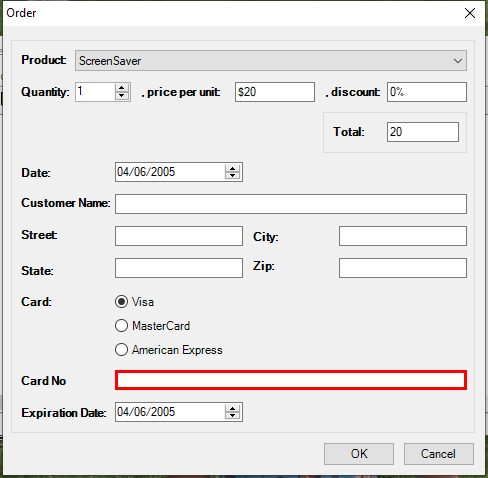 Order
Product: ScreenSaver
Quantity: 1 , price per unit: $20 , discount: 0%
Total: 20
Date: 04/06/2005
Customer Name:
Street: City:
State: Zip:
Card: Visa
MasterCard
American Express
Card No
Expiration Date: 04/06/2005
OK Cancel